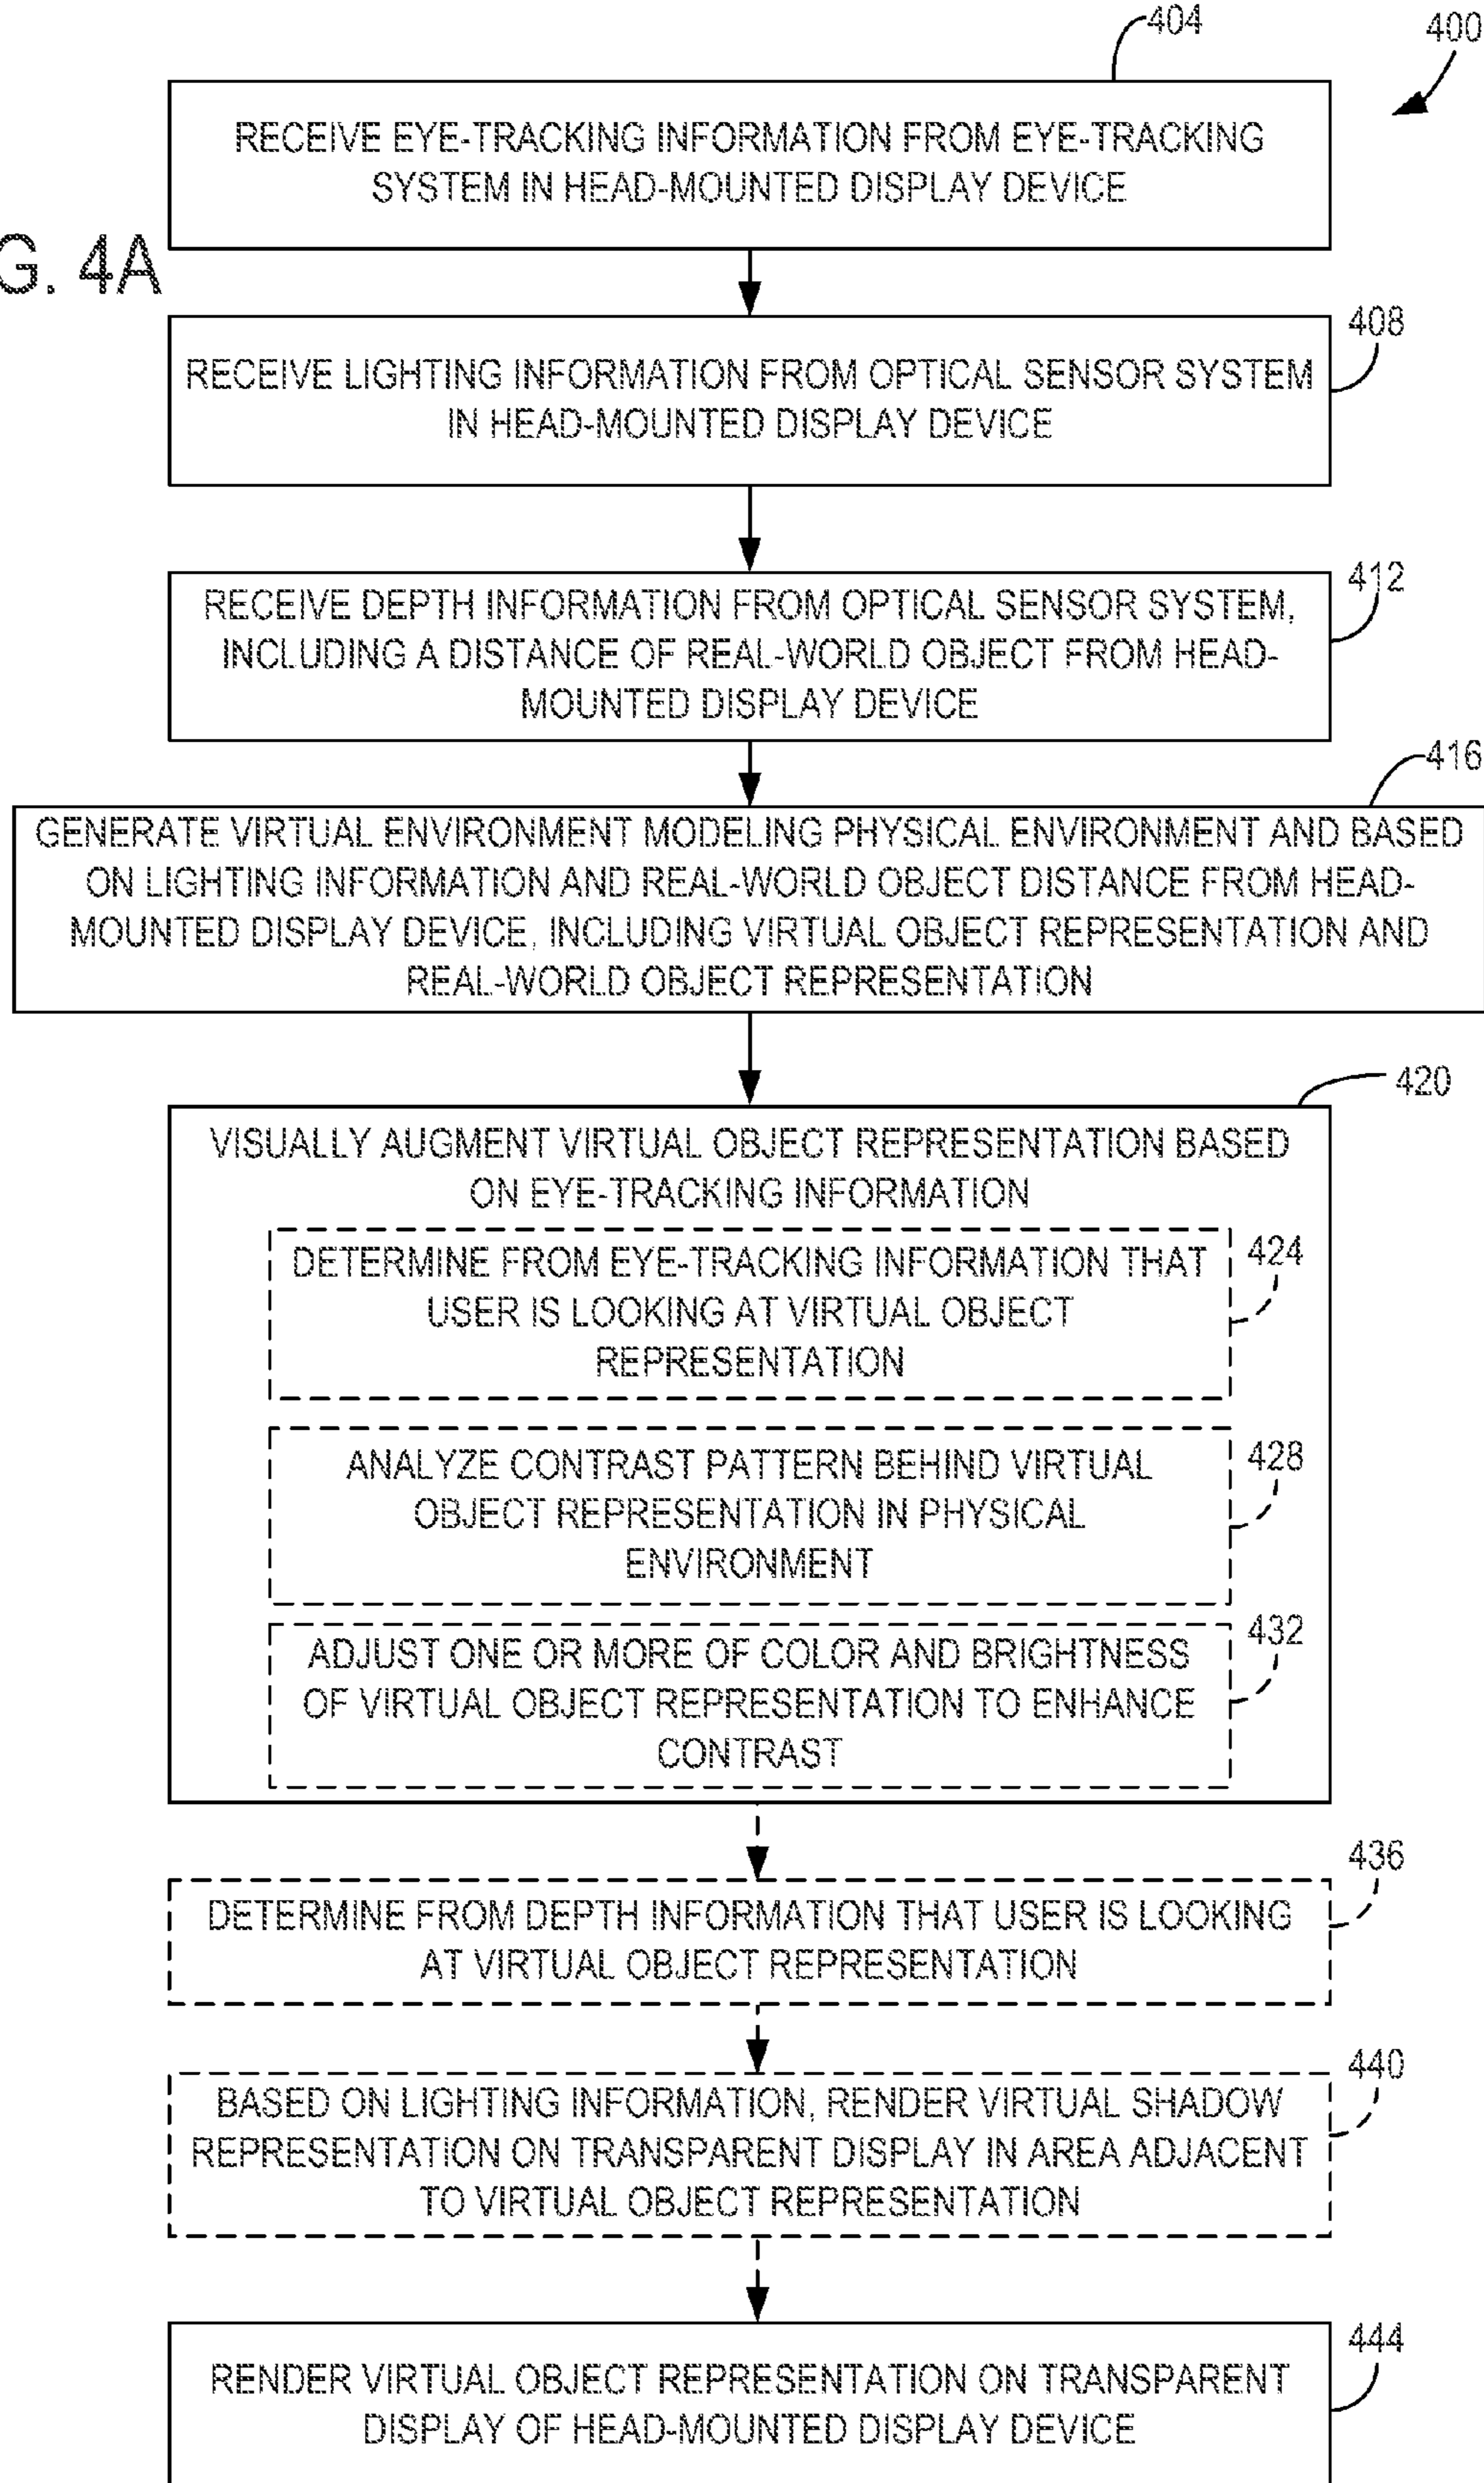 404
400
RECEIVE EYE-TRACKING INFORMATION FROM EYE-TRACKING
SYSTEM IN HEAD-MOUNTED DISPLAY DEVICE
G. 4A
408
RECEIVE LIGHTING INFORMATION FROM OPTICAL SENSOR SYSTEM
IN HEAD-MOUNTED DISPLAY DEVICE
412
RECEIVE DEPTH INFORMATION FROM OPTICAL SENSOR SYSTEM,
INCLUDING A DISTANCE OF REAL-WORLD OBJECT FROM HEAD-
MOUNTED DISPLAY DEVICE
416
GENERATE VIRTUAL ENVIRONMENT MODELING PHYSICAL ENVIRONMENT AND BASED
ON LIGHTING INFORMATION AND REAL-WORLD OBJECT DISTANCE FROM HEAD-
MOUNTED DISPLAY DEVICE, INCLUDING VIRTUAL OBJECT REPRESENTATION AND
REAL-WORLD OBJECT REPRESENTATION
420
VISUALLY AUGMENT VIRTUAL OBJECT REPRESENTATION BASED
ON EYE-TRACKING INFORMATION
424
DETERMINE FROM EYE-TRACKING INFORMATION THAT
USER IS LOOKING AT VIRTUAL OBJECT
REPRESENTATION
428
ANALYZE CONTRAST PATTERN BEHIND VIRTUAL
OBJECT REPRESENTATION IN PHYSICAL
ENVIRONMENT
432
ADJUST ONE OR MORE OF COLOR AND BRIGHTNESS
OF VIRTUAL OBJECT REPRESENTATION TO ENHANCE
CONTRAST
436
DETERMINE FROM DEPTH INFORMATION THAT USER IS LOOKING
AT VIRTUAL OBJECT REPRESENTATION
440
BASED ON LIGHTING INFORMATION, RENDER VIRTUAL SHADOW
REPRESENTATION ON TRANSPARENT DISPLAY IN AREA ADJACENT
TO VIRTUAL OBJECT REPRESENTATION
444
RENDER VIRTUAL OBJECT REPRESENTATION ON TRANSPARENT
DISPLAY OF HEAD-MOUNTED DISPLAY DEVICE